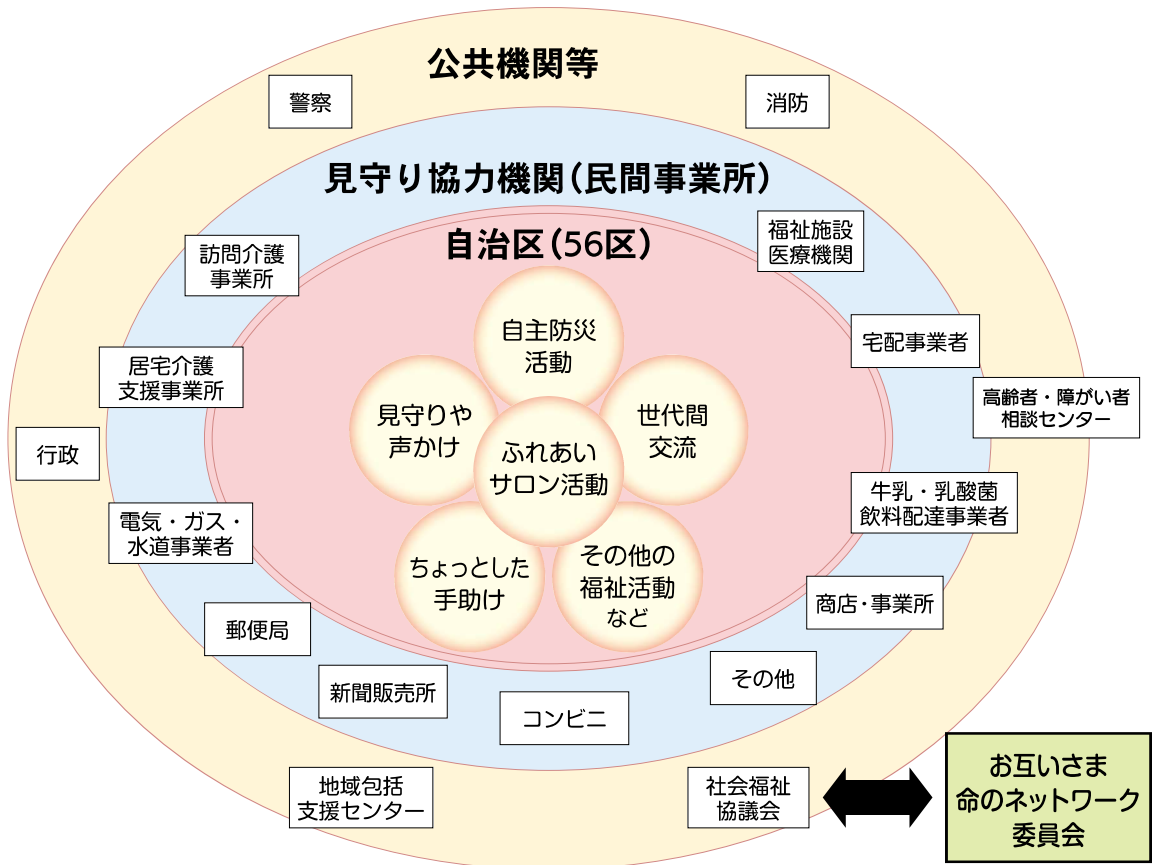 公共機関等
警察
消防
見守り協力機関（民間事業所）
自治区（56区）
福祉施設
医療機関
訪問介護
事業所
自主防災
活動
宅配事業者
居宅介護
支援事業所
見守りや
声かけ
世代間
交流
高齢者・障がい者
相談センター
行政
ふれあい
サロン活動
牛乳・乳酸菌
飲料配達事業者
電気・ガス・
水道事業者
ちょっとした
手助け
その他の
福祉活動
など
商店・事業所
郵便局
新聞販売所
コンビニ
その他
地域包括
支援センター
社会福祉
協議会
お互いさま
命のネットワーク
委員会